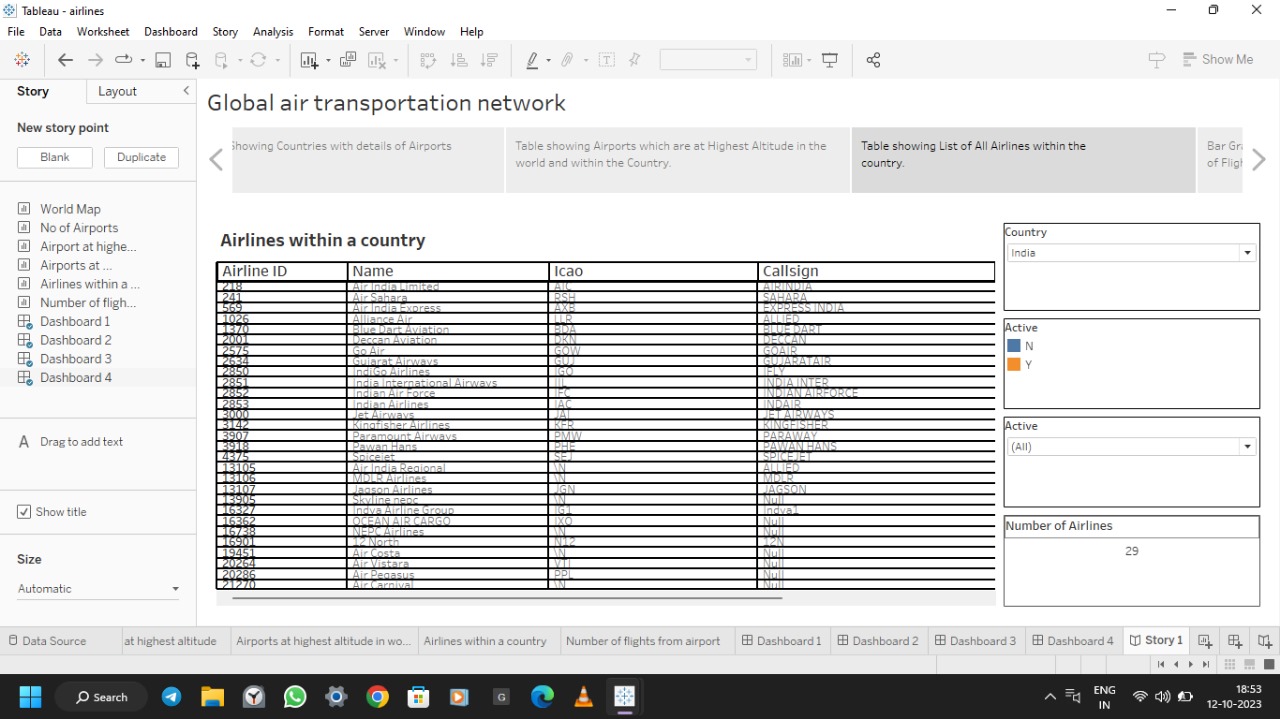 Tableau - airlines
File Data Worksheet Dashboard Story Analysis Format Server Window Help
Show Me
Story Layout
New story point
Blank Duplicate
World Map
No of Airports
Airport at highe...
Airports at ...
Airlines within a ...
Number of fligh...
Dashboard 1
Dashboard 2
Dashboard 3
Dashboard 4
A Drag to add text
Show title
Size
Automatic
Global air transportation network
Showing Countries with details of Airports
Table showing Airports which are at Highest Altitude in the
world and within the Country.
Table showing List of All Airlines within the
country.
Bar Gra
of Fligh
Airlines within a country
Airline ID Name Icao Callsign
218 Air India Limited AIC AIRINDIA
241 Air Sahara RSH SAHARA
569 Air India Express AXB EXPRESS INDIA
1026 Alliance Air LLR ALLIED
1370 Blue Dart Aviation BDA BLUE DART
2001 Deccan Aviation DKN DECCAN
2575 Go Air GOW GOAIR
2634 Gujarat Airways GUJ GUJARATAIR
2850 IndiGo Airlines IGO IFLY
2851 India International Airways IIL INDIA INTER
2852 Indian Air Force IFC INDIAN AIRFORCE
2853 Indian Airlines IAC INDAIR
3000 Jet Airways JAI JET AIRWAYS
3142 Kingfisher Airlines KFR KINGFISHER
3907 Paramount Airways PMW PARAWAY
3918 Pawan Hans PHE PAWAN HANS
4375 Spicejet SEJ SPICEJET
13105 Air India Regional \N ALLIED
13106 MDLR Airlines \N MDLR
13107 Jagson Airlines JGN JAGSON
13905 Skyline nepc \N Null
16327 Indya Airline Group IG1 Indya1
16362 OCEAN AIR CARGO IXO Null
16738 NEPC Airlines \N Null
16901 12 North N12 12N
19451 Air Costa \N Null
20264 Air Vistara VTI Null
20286 Air Pegasus PPL Null
21270 Air Carnival \N Null
Country
India
Active
N
Y
Active
(All)
Number of Airlines
29
Data Source at highest altitude Airports at highest altitude in wo... Airlines within a country Number of flights from airport Dashboard 1 Dashboard 2 Dashboard 3 Dashboard 4 Story 1
Search
G
ENG
IN
18:53
12-10-2023